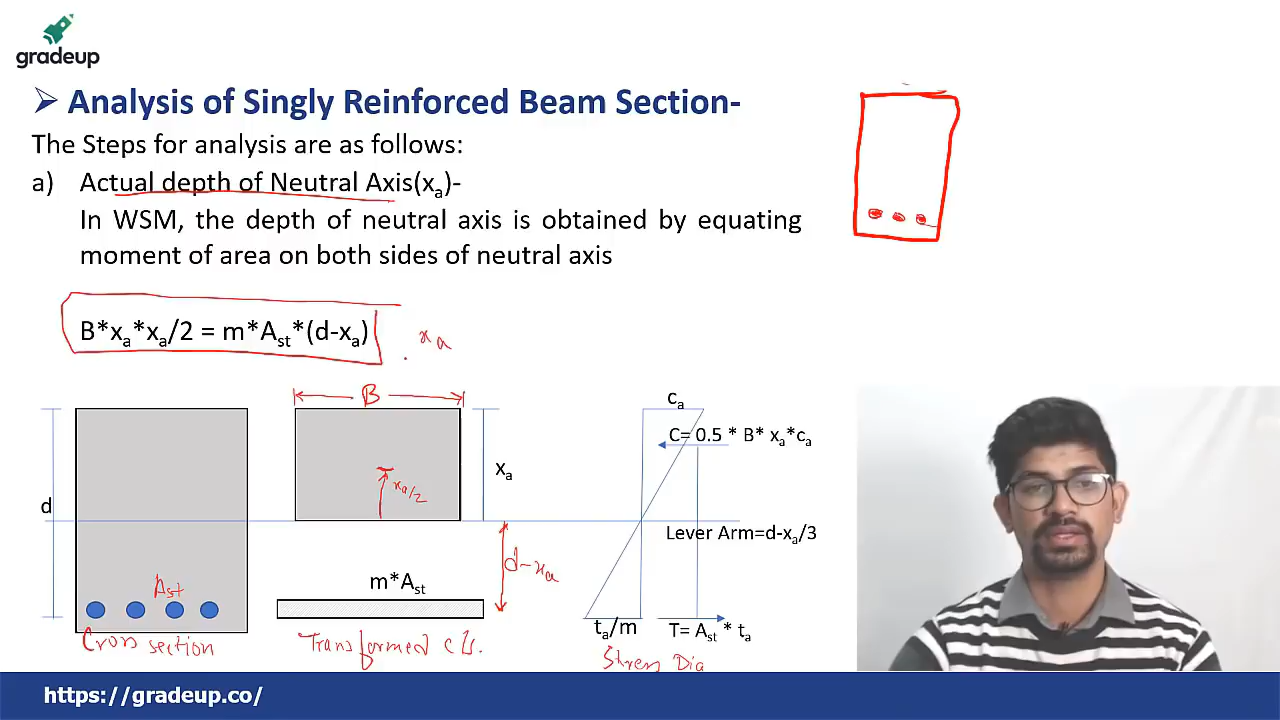 gradeup
➢ Analysis of Singly Reinforced Beam Section-
The Steps for analysis are as follows:
a) Actual depth of Neutral Axis(xₐ)-
In WSM, the depth of neutral axis is obtained by equating
moment of area on both sides of neutral axis
B*xₐ*xₐ/2 = m*Aₛₜ*(d-xₐ)
xₐ
B
cₐ
C= 0.5 * B* xₐ*cₐ
xₐ
xₐ/2
d
Lever Arm=d-xₐ/3
d-xₐ
m*Aₛₜ
Aₛₜ
tₐ/m
T= Aₛₜ * tₐ
Cross section
Transformed c/s.
Stress Dia
https://gradeup.co/